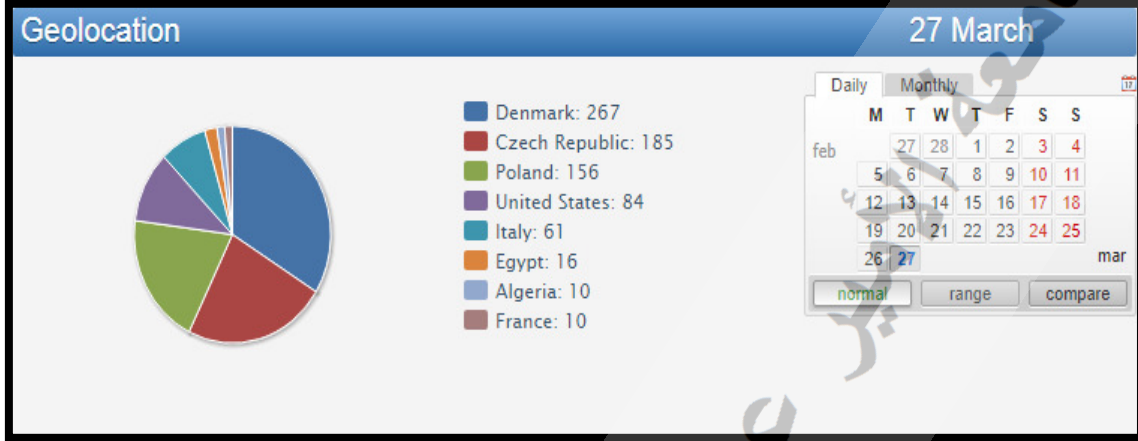 Geolocation
27 March
Denmark: 267
Czech Republic: 185
Poland: 156
United States: 84
Italy: 61
Egypt: 16
Algeria: 10
France: 10
Daily Monthly
12
M T W T F S S
feb 27 28 1 2 3 4
5 6 7 8 9 10 11
12 13 14 15 16 17 18
19 20 21 22 23 24 25
26 27 mar
normal range compare